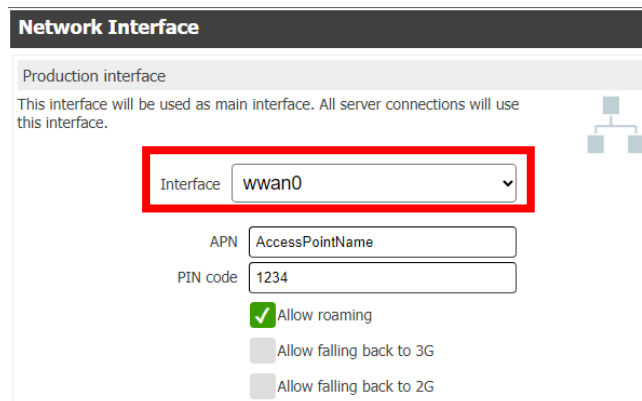 Network Interface
Production interface
This interface will be used as main interface. All server connections will use
this interface.
Interface wwan0
APN AccessPointName
PIN code 1234
Allow roaming
Allow falling back to 3G
Allow falling back to 2G